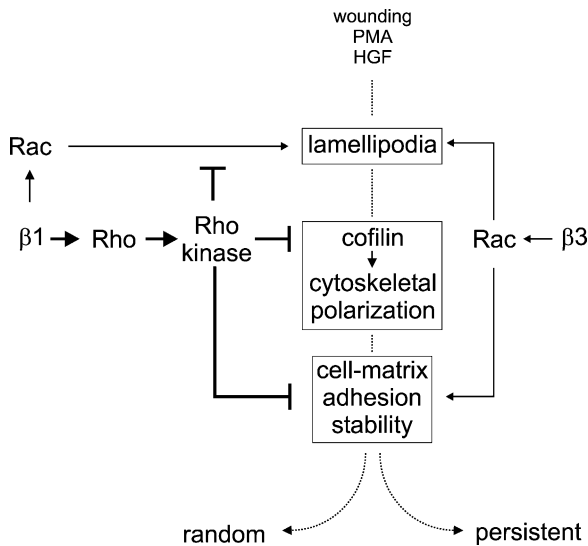 wounding
PMA
HGF
Rac
lamellipodia
β1
Rho
Rho
kinase
cofilin
cytoskeletal
polarization
Rac
β3
cell-matrix
adhesion
stability
random
persistent